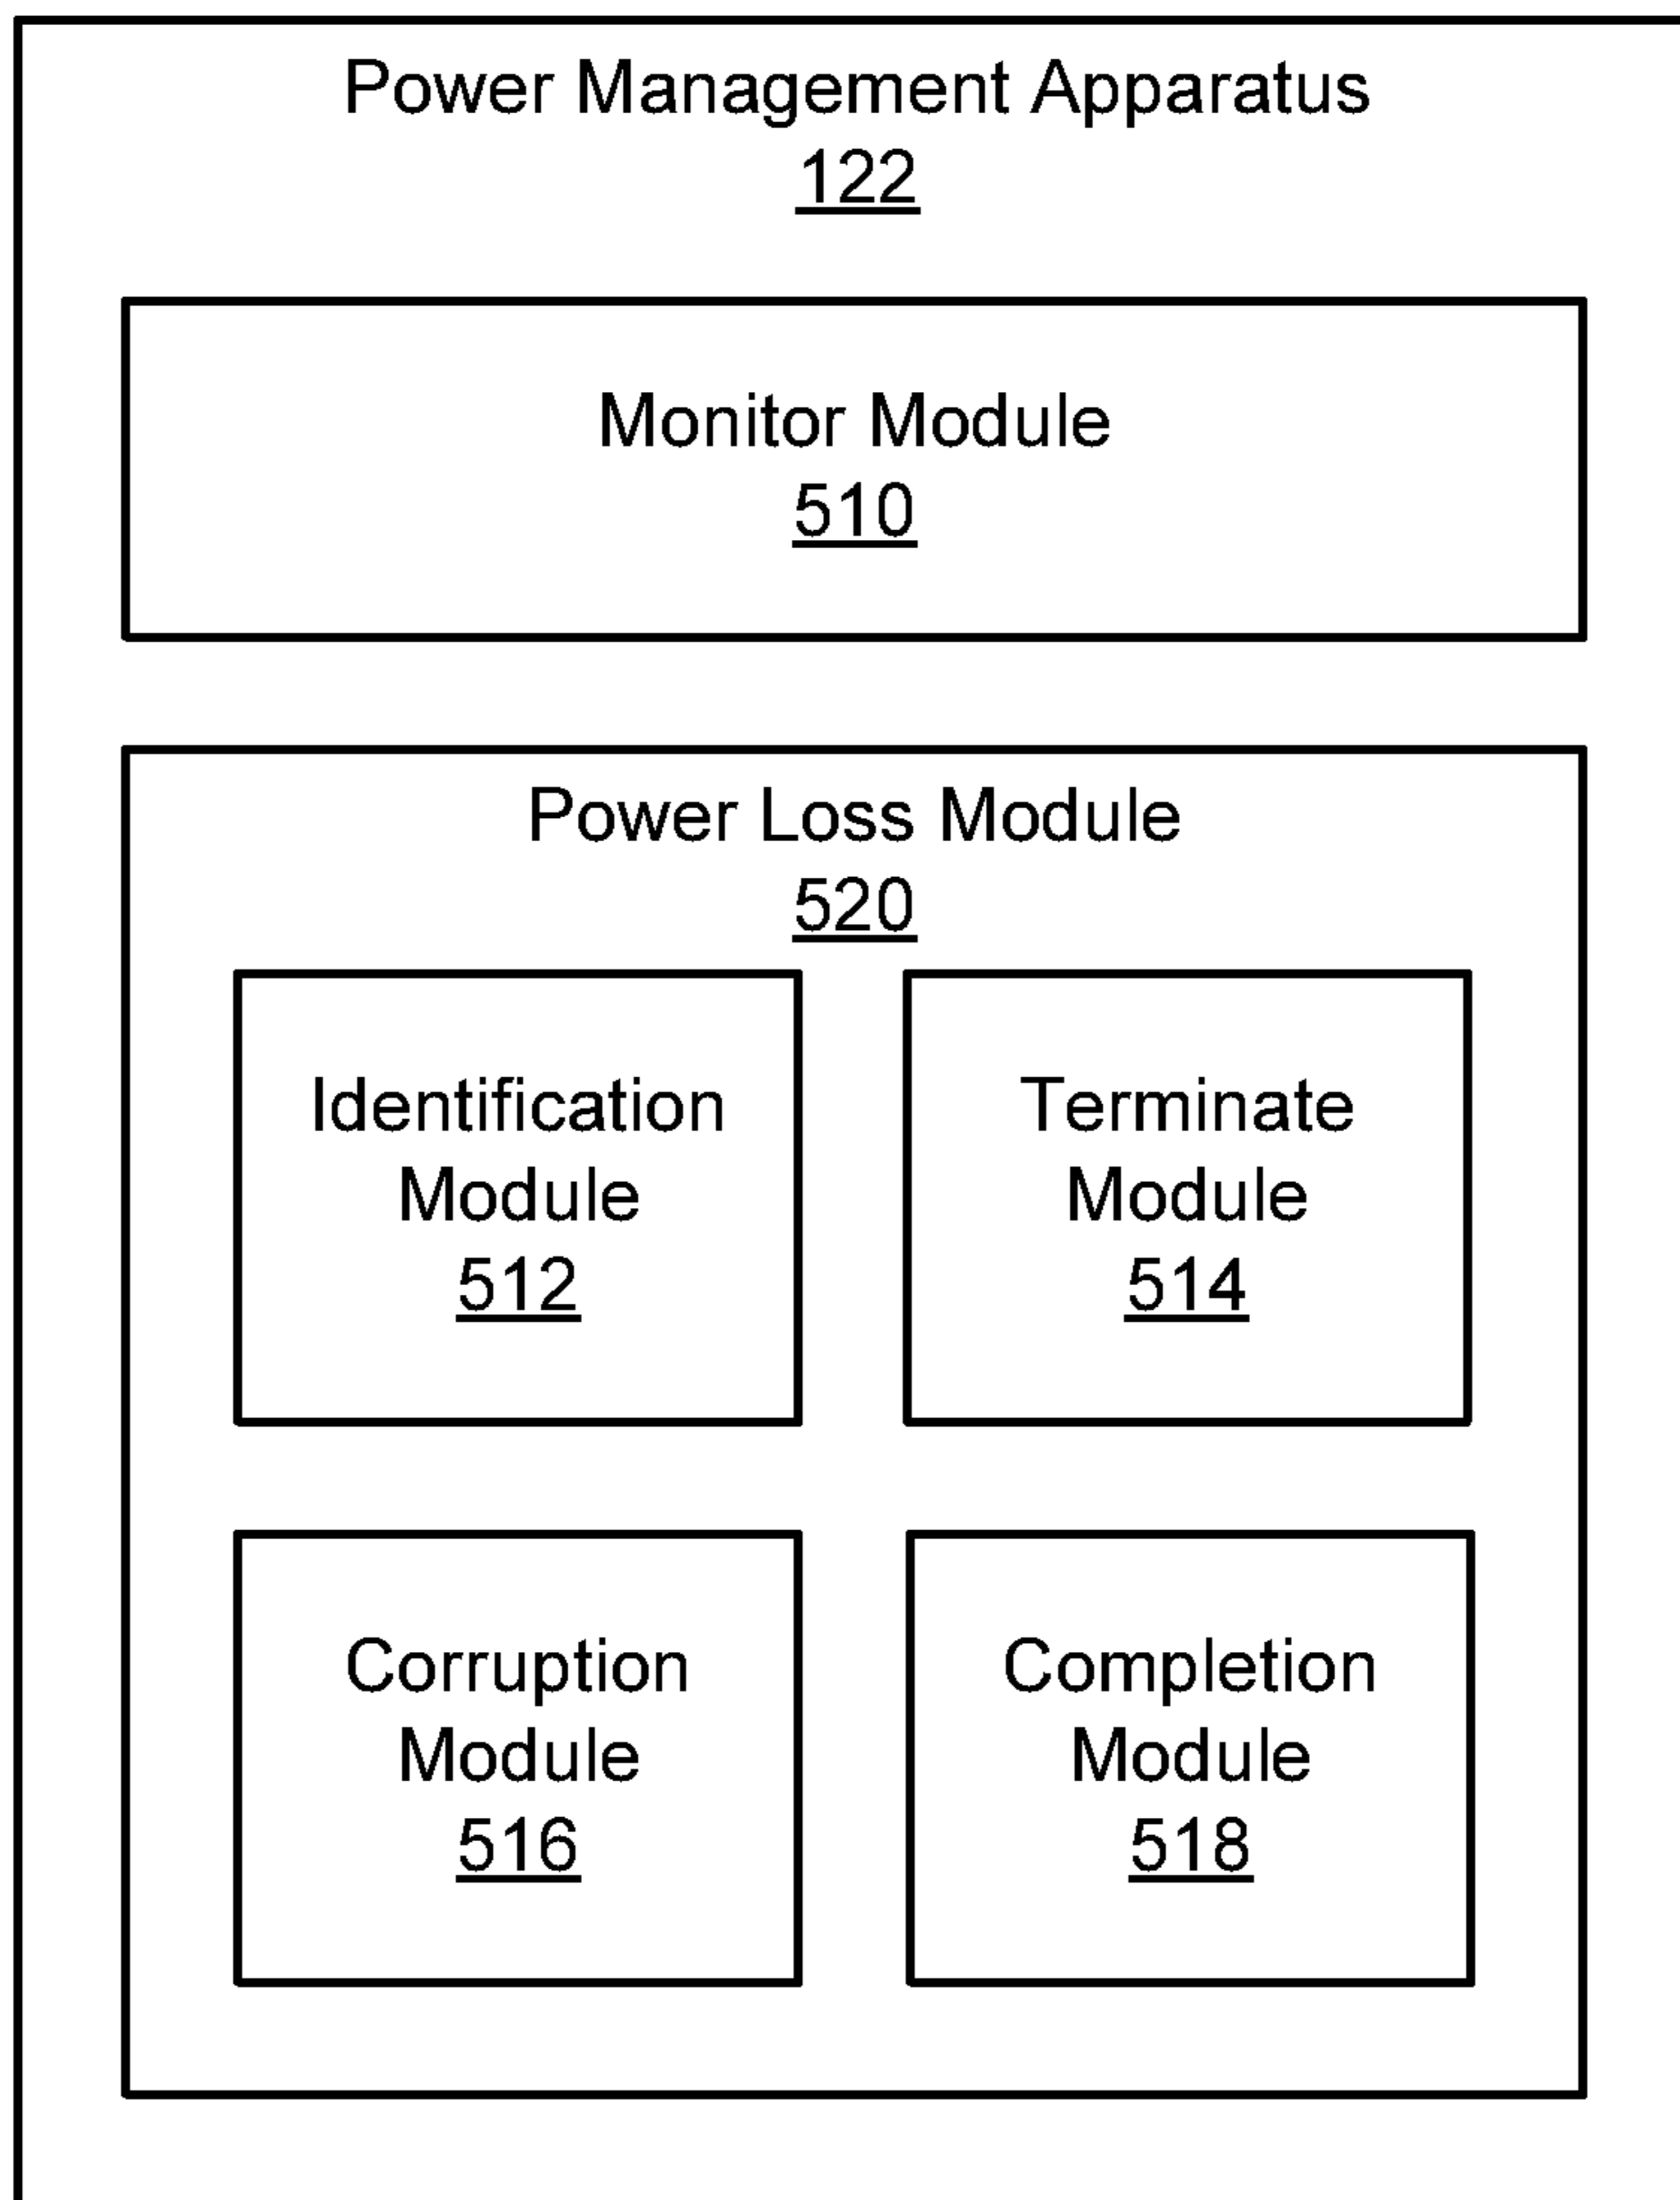 Power Management Apparatus
122
Monitor Module
510
Power Loss Module
520
Identification
Module
512
Terminate
Module
514
Corruption
Module
516
Completion
Module
518